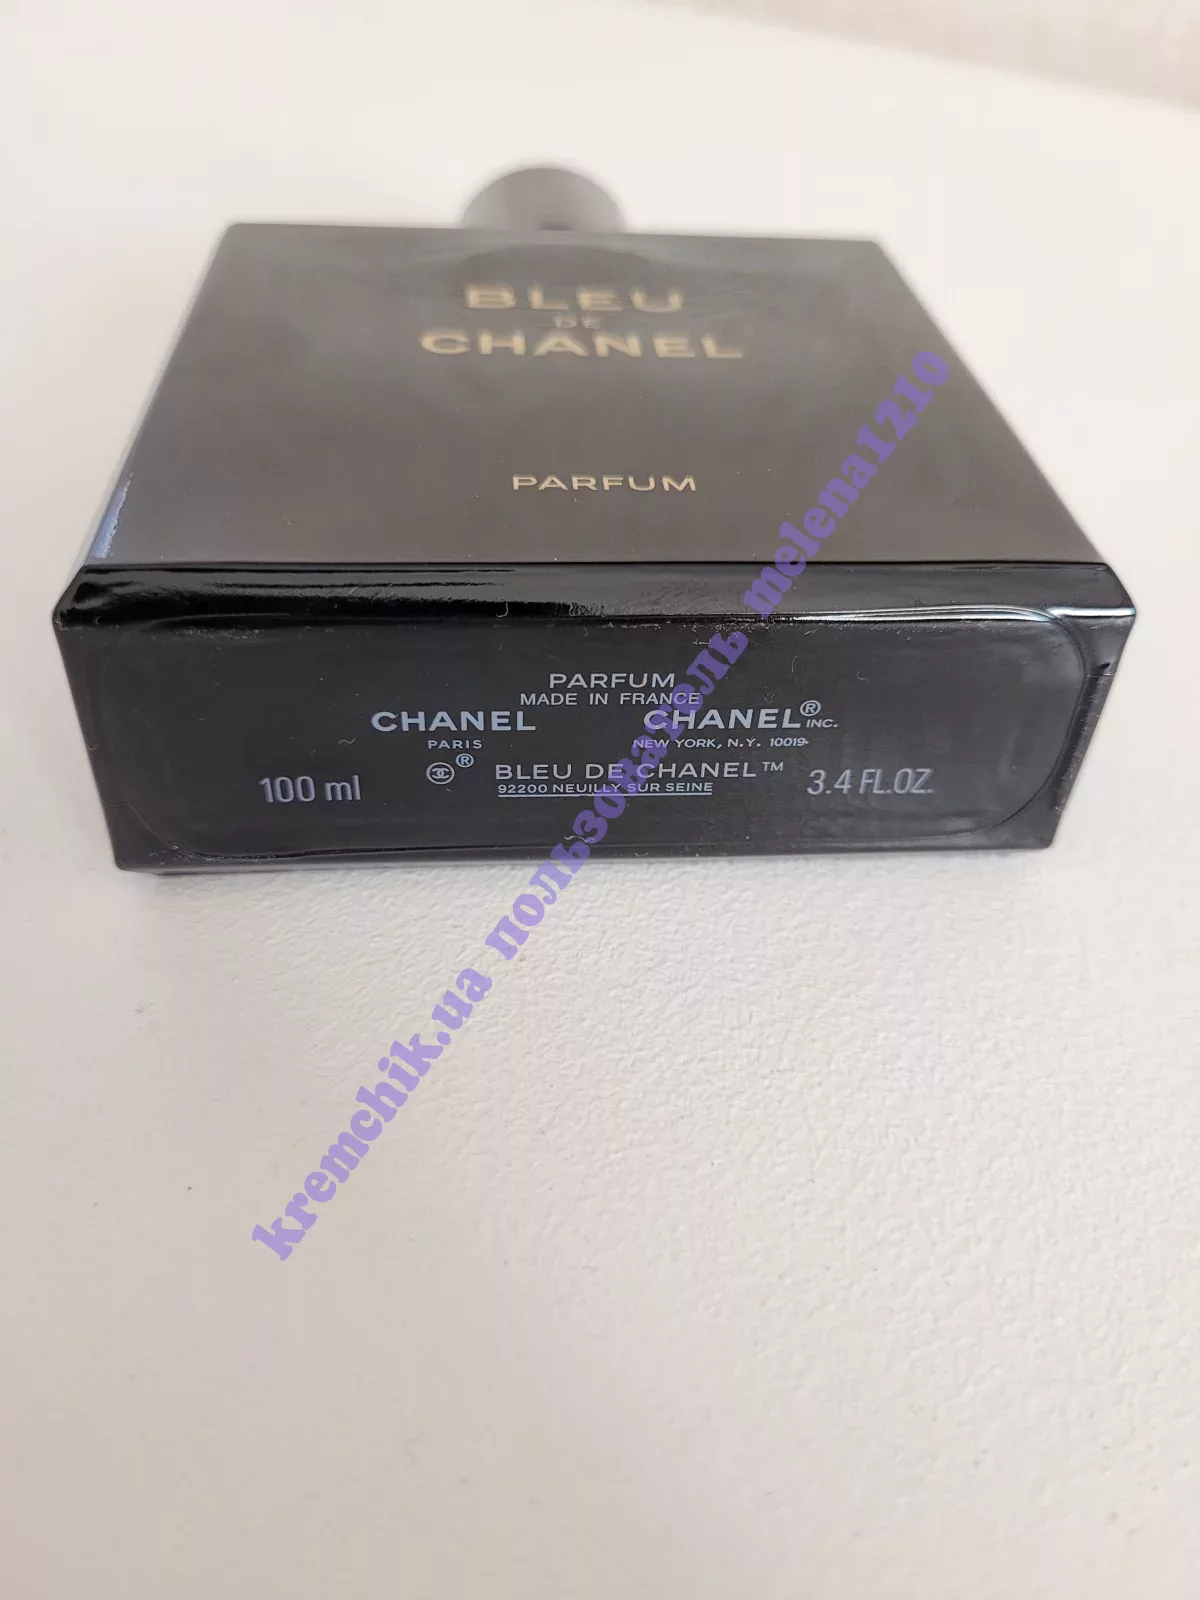 BLEU
DE
CHANEL
PARFUM
PARFUM
MADE IN FRANCE
CHANEL
PARIS
CHANEL® INC.
NEW YORK, N.Y. 10019
®
BLEU DE CHANEL™
92200 NEUILLY SUR SEINE
100 ml
3.4 FL.OZ.
kremchik.ua пользователь melena1210